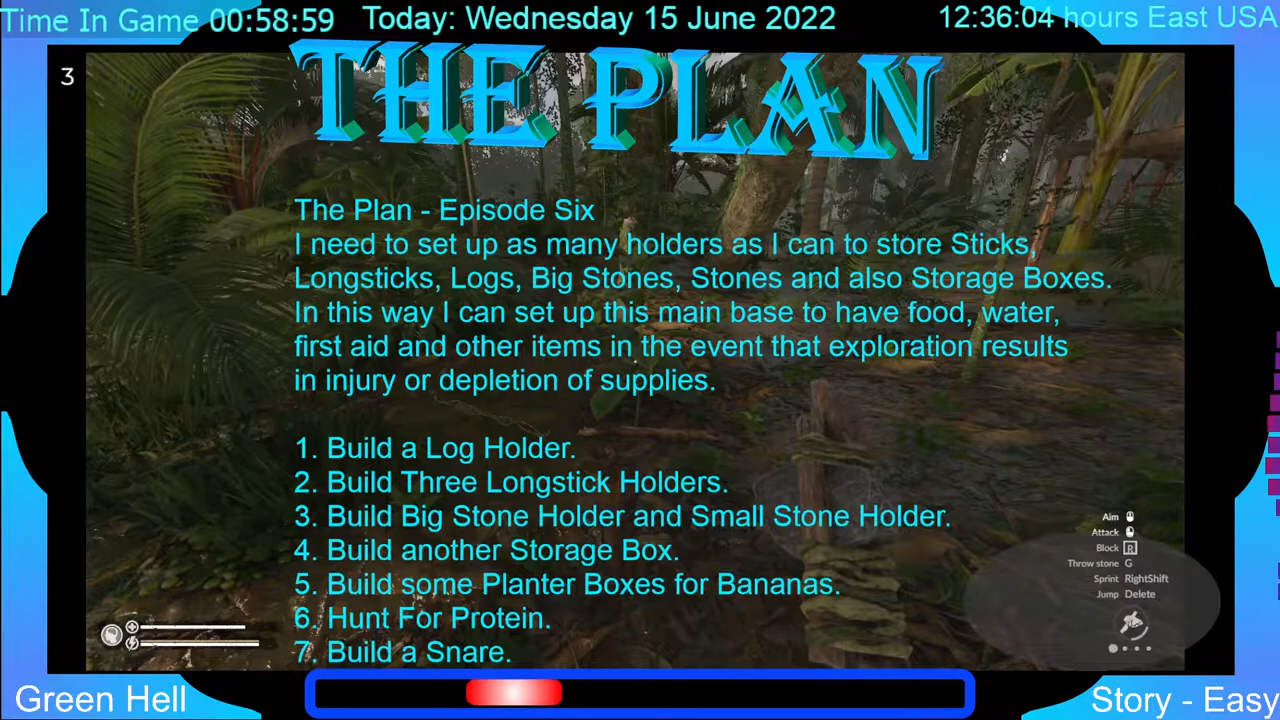 Time In Game 00:58:59
Today: Wednesday 15 June 2022
12:36:04 hours East USA
3
THE PLAN
The Plan - Episode Six
I need to set up as many holders as I can to store Sticks,
Longsticks, Logs, Big Stones, Stones and also Storage Boxes.
In this way I can set up this main base to have food, water,
first aid and other items in the event that exploration results
in injury or depletion of supplies.
1. Build a Log Holder.
2. Build Three Longstick Holders.
3. Build Big Stone Holder and Small Stone Holder.
4. Build another Storage Box.
5. Build some Planter Boxes for Bananas.
6. Hunt For Protein.
7. Build a Snare.
Aim
Attack
Block R
Throw stone G
Sprint RightShift
Jump Delete
Green Hell
Story - Easy